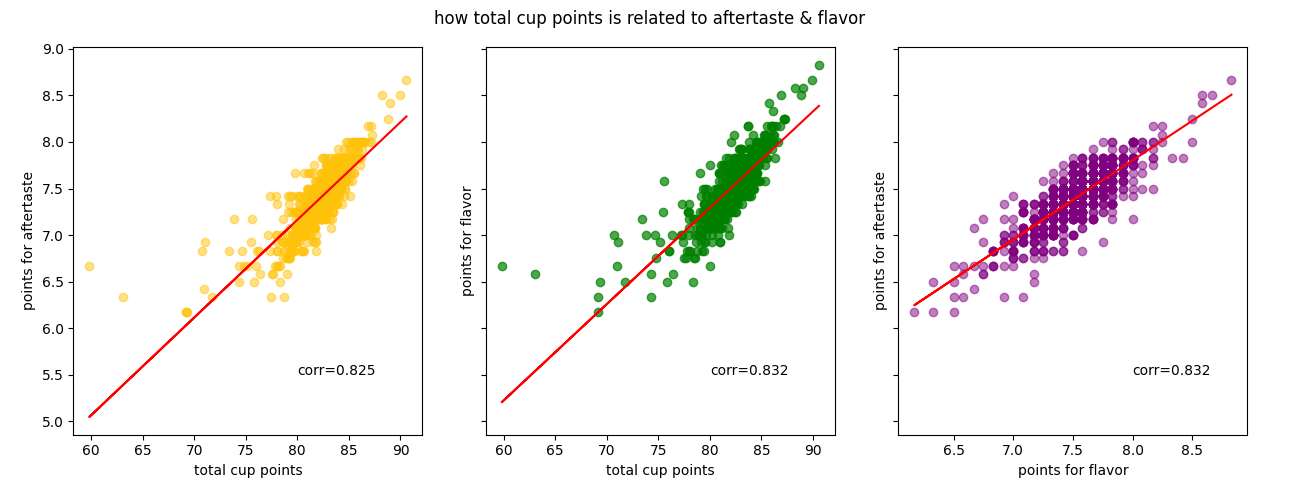 how total cup points is related to aftertaste & flavor
points for aftertaste
9.0
8.5
8.0
7.5
7.0
6.5
6.0
5.5
5.0
corr=0.825
60 65 70 75 80 85 90
total cup points
points for flavor
corr=0.832
60 65 70 75 80 85 90
total cup points
points for aftertaste
corr=0.832
6.5 7.0 7.5 8.0 8.5
points for flavor